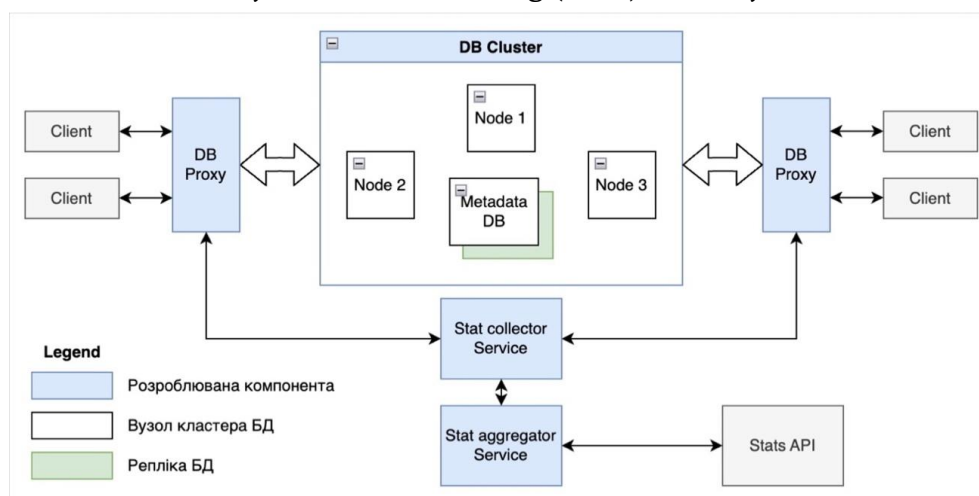 DB Cluster
Node 1
Client
Client
DB
Proxy
Node 2
Metadata
DB
Node 3
DB
Proxy
Client
Client
Stat collector
Service
Legend
Розроблювана компонента
Вузол кластера БД
Репліка БД
Stat aggregator
Service
Stats API